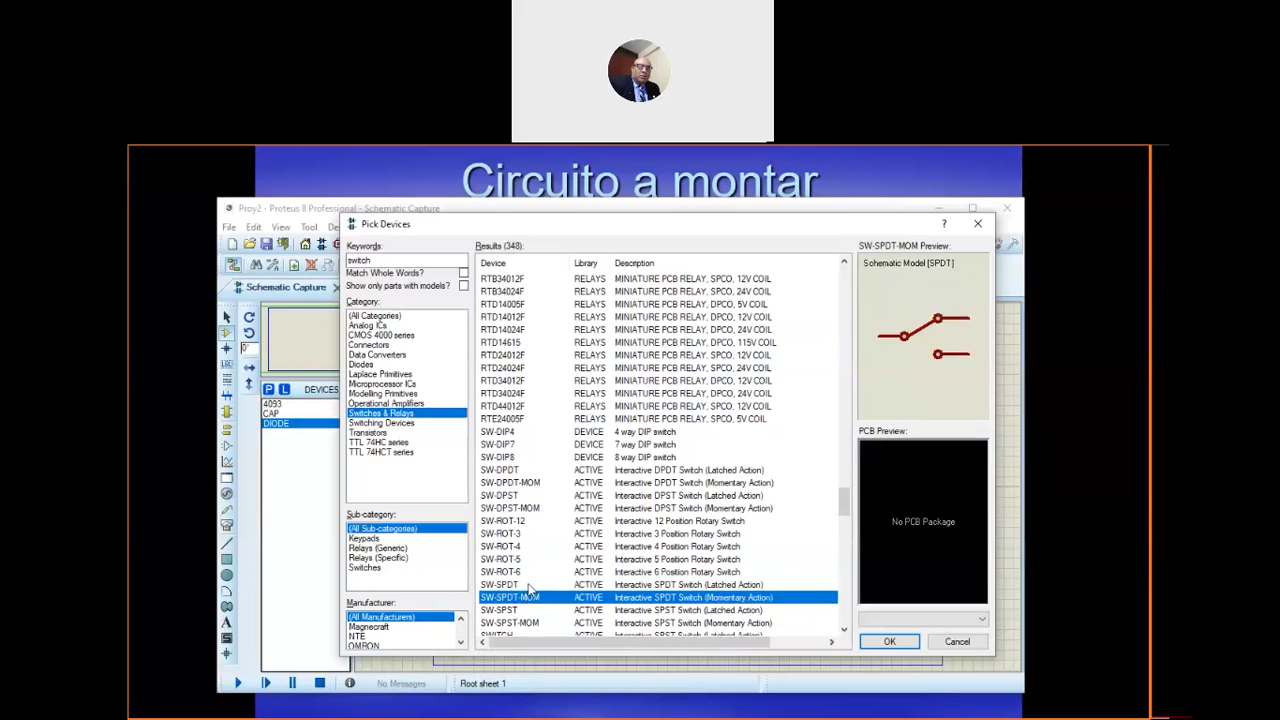 Circuito a montar
Proy2 - Proteus 8 Professional - Schematic Capture
File Edit View Tool
Pick Devices
?
Schematic Capture
DEVICES
P L
4093
CAP
DIODE
Keywords:
switch
Match Whole Words?
Show only parts with models?
Category:
(All Categories)
Analog ICs
CMOS 4000 series
Connectors
Data Converters
Diodes
Laplace Primitives
Microprocessor ICs
Modelling Primitives
Operational Amplifiers
Switches & Relays
Switching Devices
Transistors
TTL 74HC series
TTL 74HCT series
Sub-category:
(All Sub-categories)
Keypads
Relays (Generic)
Relays (Specific)
Switches
Manufacturer:
(All Manufacturers)
Magnecraft
NTE
OMRON
Results (348):
Device Library Description
RTB34012F RELAYS MINIATURE PCB RELAY, SPCO, 12V COIL
RTB34024F RELAYS MINIATURE PCB RELAY, SPCO, 24V COIL
RTD14005F RELAYS MINIATURE PCB RELAY, SPCO, 5V COIL
RTD14012F RELAYS MINIATURE PCB RELAY, SPCO, 12V COIL
RTD14024F RELAYS MINIATURE PCB RELAY, SPCO, 24V COIL
RTD14615 RELAYS MINIATURE PCB RELAY, DPCO, 115V COIL
RTD24012F RELAYS MINIATURE PCB RELAY, SPCO, 12V COIL
RTD24024F RELAYS MINIATURE PCB RELAY, SPCO, 24V COIL
RTD34012F RELAYS MINIATURE PCB RELAY, SPCO, 12V COIL
RTD34024F RELAYS MINIATURE PCB RELAY, SPCO, 24V COIL
RTD44012F RELAYS MINIATURE PCB RELAY, DPCO, 12V COIL
RTE24005F RELAYS MINIATURE PCB RELAY, SPCO, 5V COIL
SW-DIP4 DEVICE 4 way DIP switch
SW-DIP7 DEVICE 7 way DIP switch
SW-DIP8 DEVICE 8 way DIP switch
SW-DPDT ACTIVE Interactive DPDT Switch (Latched Action)
SW-DPDT-MOM ACTIVE Interactive DPDT Switch (Momentary Action)
SW-DPST ACTIVE Interactive DPST Switch (Latched Action)
SW-DPST-MOM ACTIVE Interactive DPST Switch (Momentary Action)
SW-ROT-12 ACTIVE Interactive 12 Position Rotary Switch
SW-ROT-3 ACTIVE Interactive 3 Position Rotary Switch
SW-ROT-4 ACTIVE Interactive 4 Position Rotary Switch
SW-ROT-5 ACTIVE Interactive 5 Position Rotary Switch
SW-ROT-6 ACTIVE Interactive 6 Position Rotary Switch
SW-SPDT ACTIVE Interactive SPDT Switch (Latched Action)
SW-SPDT-MOM ACTIVE Interactive SPDT Switch (Momentary Action)
SW-SPST ACTIVE Interactive SPST Switch (Latched Action)
SW-SPST-MOM ACTIVE Interactive SPST Switch (Momentary Action)
SW-SPDT-MOM Preview:
Schematic Model [SPDT]
PCB Preview:
No PCB Package
OK Cancel
No Messages Root sheet 1